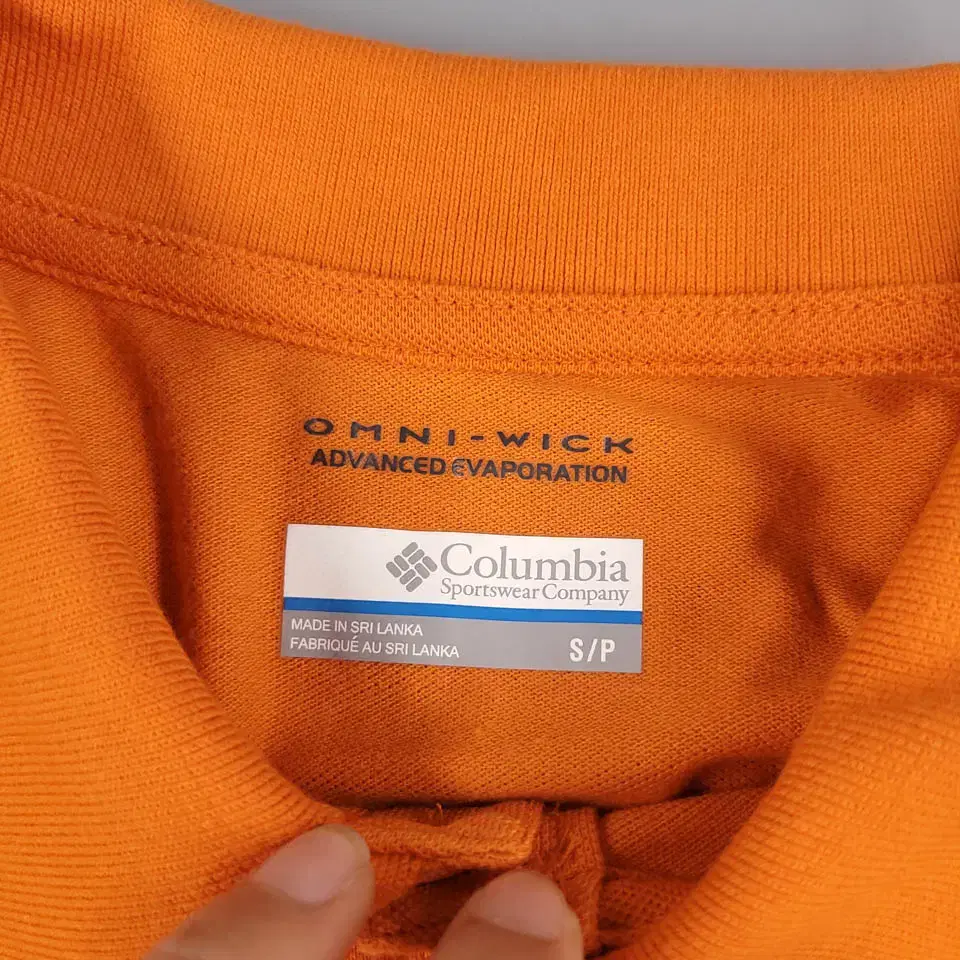 OMNI-WICK
ADVANCED EVAPORATION
Columbia
Sportswear Company
MADE IN SRI LANKA
FABRIQUÉ AU SRI LANKA
S/P